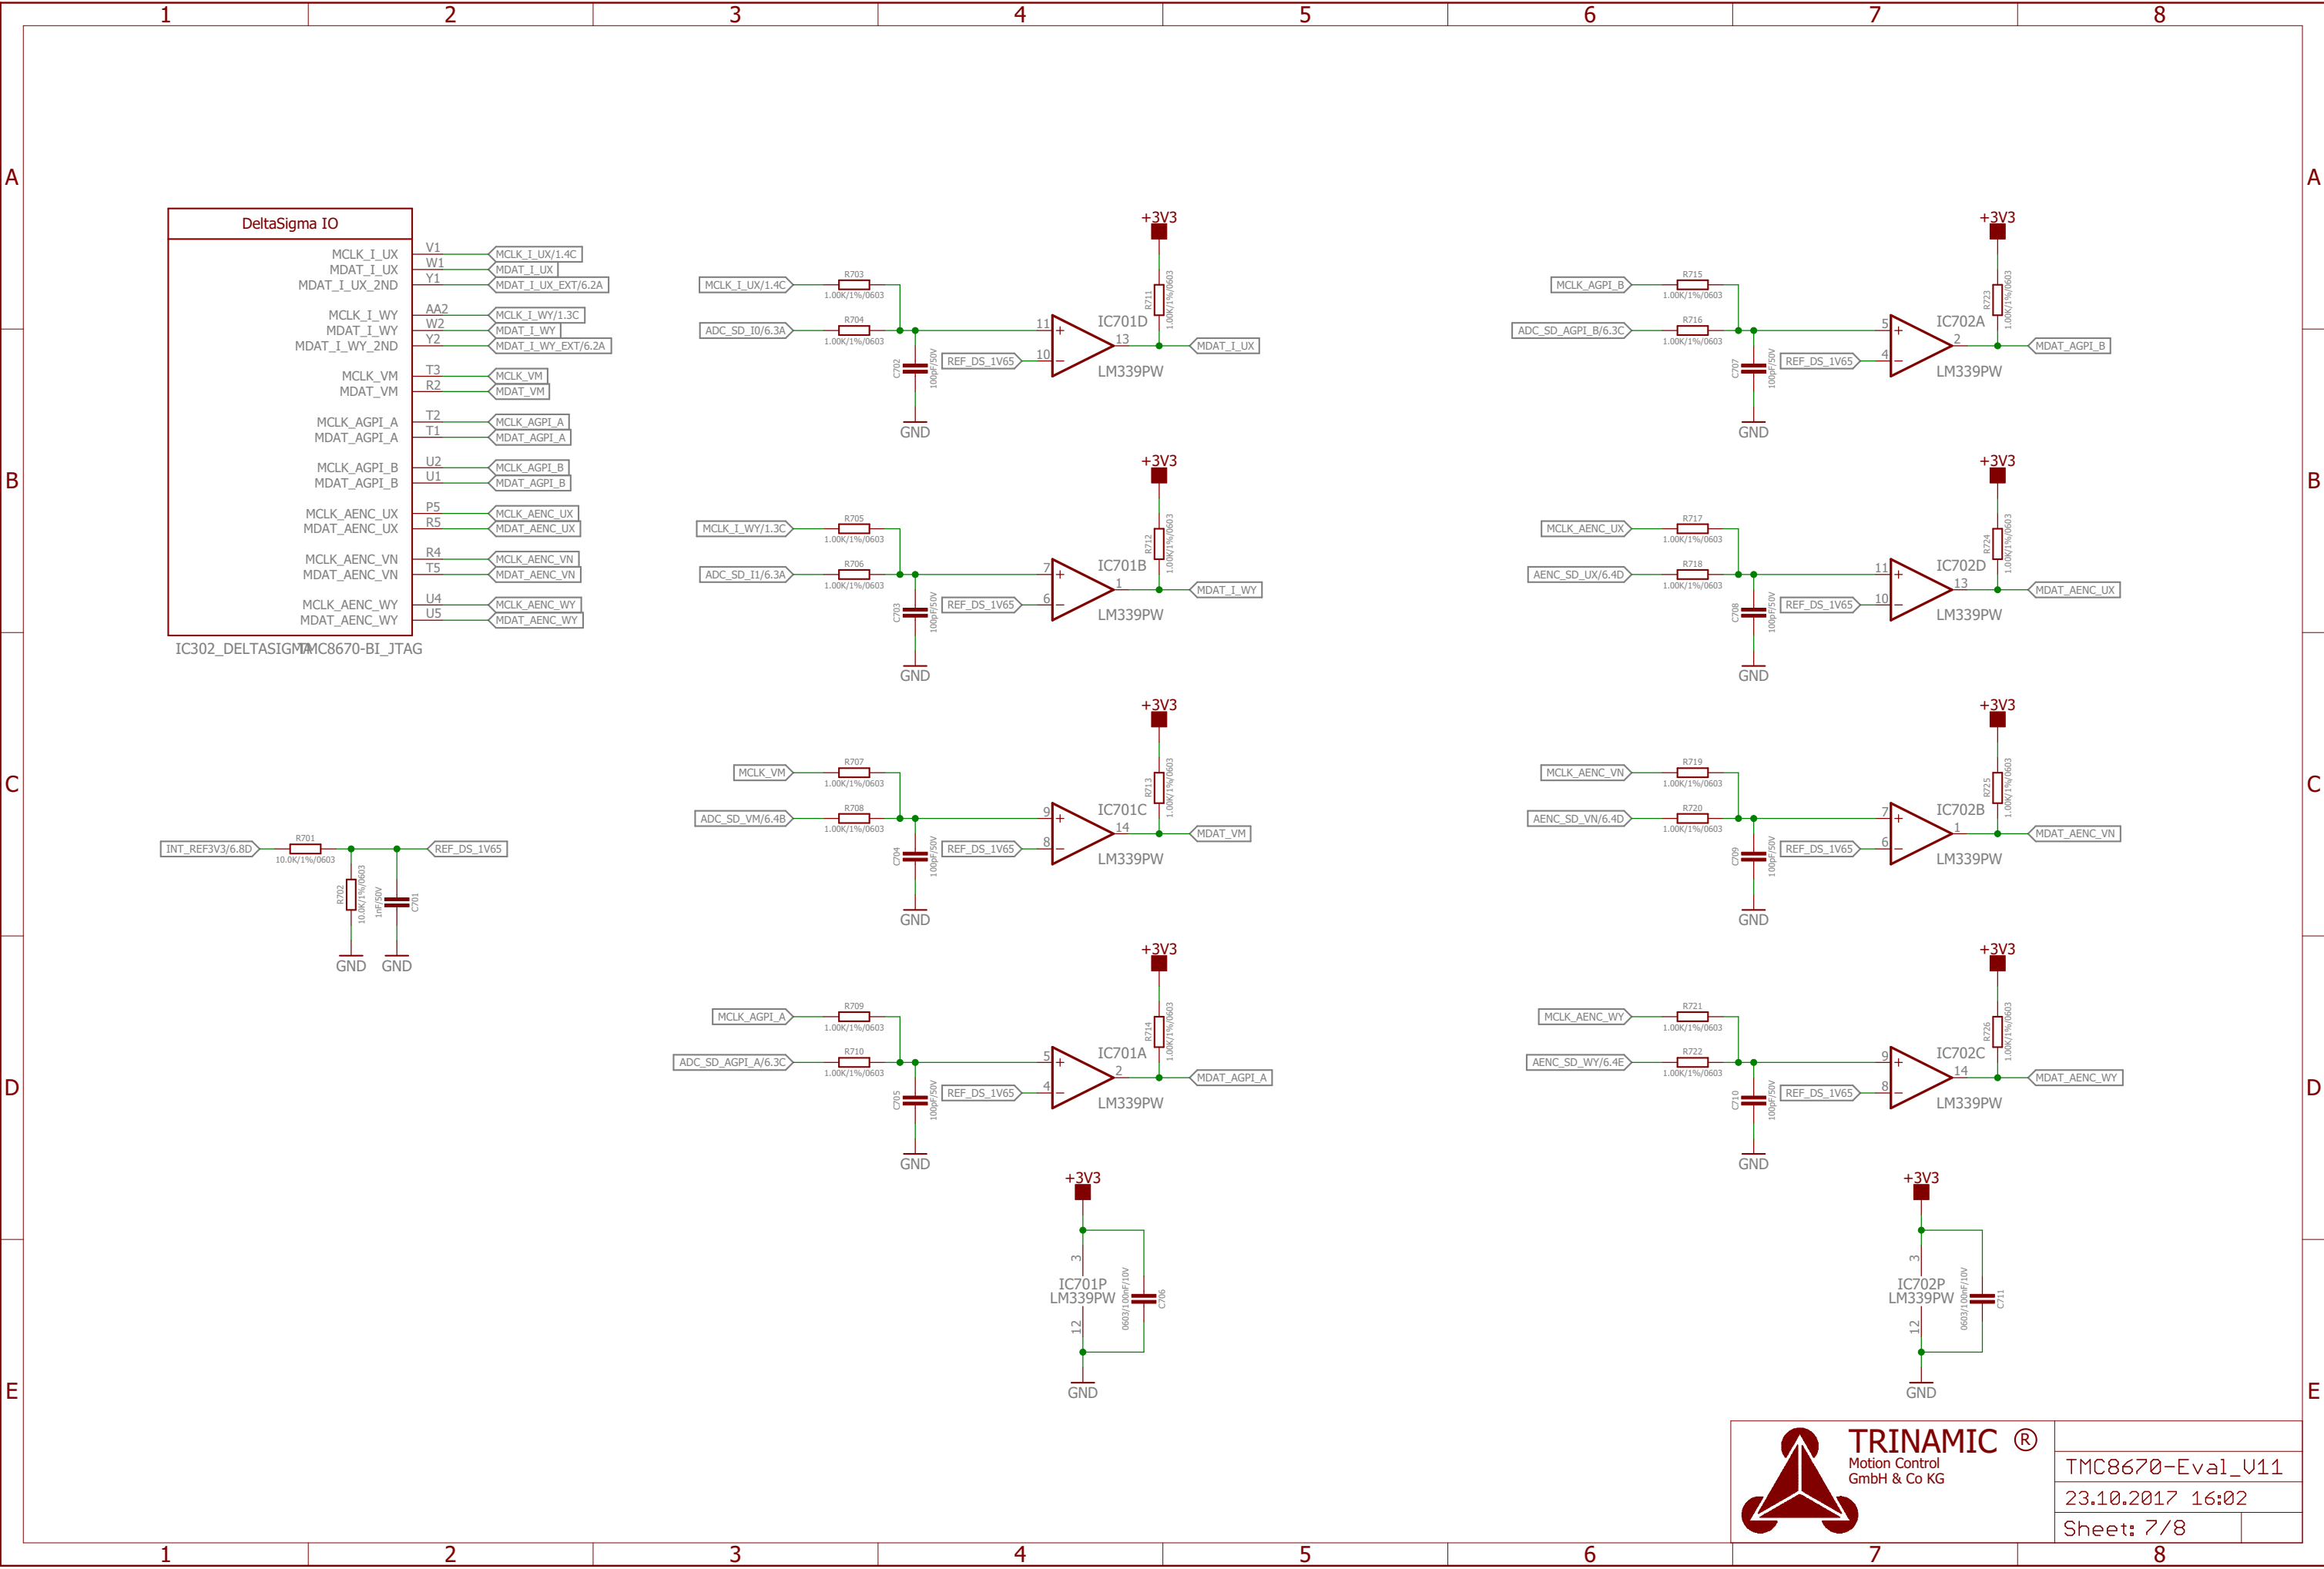 1 2 3 4 5 6 7 8
A A
B B
C C
D D
E E
DeltaSigma IO
MCLK_I_UX V1 MCLK_I_UX/1.4C
MDAT_I_UX W1 MDAT_I_UX
MDAT_I_UX_2ND Y1 MDAT_I_UX_EXT/6.2A
MCLK_I_WY AA2 MCLK_I_WY/1.3C
MDAT_I_WY W2 MDAT_I_WY
MDAT_I_WY_2ND Y2 MDAT_I_WY_EXT/6.2A
MCLK_VM T3 MCLK_VM
MDAT_VM R2 MDAT_VM
MCLK_AGPI_A T2 MCLK_AGPI_A
MDAT_AGPI_A T1 MDAT_AGPI_A
MCLK_AGPI_B U2 MCLK_AGPI_B
MDAT_AGPI_B U1 MDAT_AGPI_B
MCLK_AENC_UX P5 MCLK_AENC_UX
MDAT_AENC_UX R5 MDAT_AENC_UX
MCLK_AENC_VN R4 MCLK_AENC_VN
MDAT_AENC_VN T5 MDAT_AENC_VN
MCLK_AENC_WY U4 MCLK_AENC_WY
MDAT_AENC_WY U5 MDAT_AENC_WY
IC302_DELTASIGMA TMC8670-BI_JTAG
R701
INT_REF3V3/6.8D REF_DS_1V65
10.0K/1%/0603
R702 10.0K/1%/0603
1nF/50V C701
GND GND
+3V3
R703
MCLK_I_UX/1.4C
1.00K/1%/0603
R711 1.00K/1%/0603
R704
ADC_SD_I0/6.3A 11 + IC701D
1.00K/1%/0603
13 MDAT_I_UX
REF_DS_1V65 10 −
LM339PW
C702 100pF/50V
GND
+3V3
R705
MCLK_I_WY/1.3C
1.00K/1%/0603
R712 1.00K/1%/0603
R706
ADC_SD_I1/6.3A 7 + IC701B
1.00K/1%/0603
1 MDAT_I_WY
REF_DS_1V65 6 −
LM339PW
C703 100pF/50V
GND
+3V3
R707
MCLK_VM
1.00K/1%/0603
R713 1.00K/1%/0603
R708
ADC_SD_VM/6.4B 9 + IC701C
1.00K/1%/0603
14 MDAT_VM
REF_DS_1V65 8 −
LM339PW
C704 100pF/50V
GND
+3V3
R709
MCLK_AGPI_A
1.00K/1%/0603
R714 1.00K/1%/0603
R710
ADC_SD_AGPI_A/6.3C 5 + IC701A
1.00K/1%/0603
2 MDAT_AGPI_A
REF_DS_1V65 4 −
LM339PW
C705 100pF/50V
GND
+3V3
3
IC701P
LM339PW
12
0603/100nF/10V C706
GND
+3V3
R715
MCLK_AGPI_B
1.00K/1%/0603
R723 1.00K/1%/0603
R716
ADC_SD_AGPI_B/6.3C 5 + IC702A
1.00K/1%/0603
2 MDAT_AGPI_B
REF_DS_1V65 4 −
LM339PW
C707 100pF/50V
GND
+3V3
R717
MCLK_AENC_UX
1.00K/1%/0603
R724 1.00K/1%/0603
R718
AENC_SD_UX/6.4D 11 + IC702D
1.00K/1%/0603
13 MDAT_AENC_UX
REF_DS_1V65 10 −
LM339PW
C708 100pF/50V
GND
+3V3
R719
MCLK_AENC_VN
1.00K/1%/0603
R725 1.00K/1%/0603
R720
AENC_SD_VN/6.4D 7 + IC702B
1.00K/1%/0603
1 MDAT_AENC_VN
REF_DS_1V65 6 −
LM339PW
C709 100pF/50V
GND
+3V3
R721
MCLK_AENC_WY
1.00K/1%/0603
R726 1.00K/1%/0603
R722
AENC_SD_WY/6.4E 9 + IC702C
1.00K/1%/0603
14 MDAT_AENC_WY
REF_DS_1V65 8 −
LM339PW
C710 100pF/50V
GND
+3V3
3
IC702P
LM339PW
12
0603/100nF/10V C711
GND
TRINAMIC ®
Motion Control
GmbH & Co KG
TMC8670-Eval_V11
23.10.2017 16:02
Sheet: 7/8
1 2 3 4 5 6 7 8